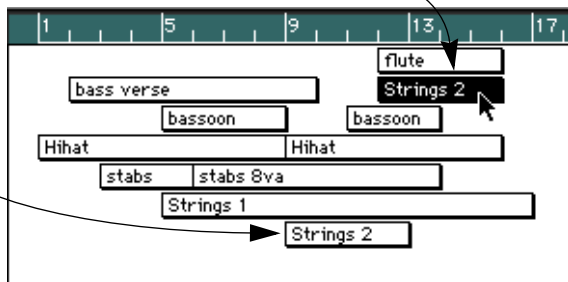 1 5 9 13 17
flute
bass verse Strings 2
bassoon bassoon
Hihat Hihat
stabs stabs 8va
Strings 1
Strings 2